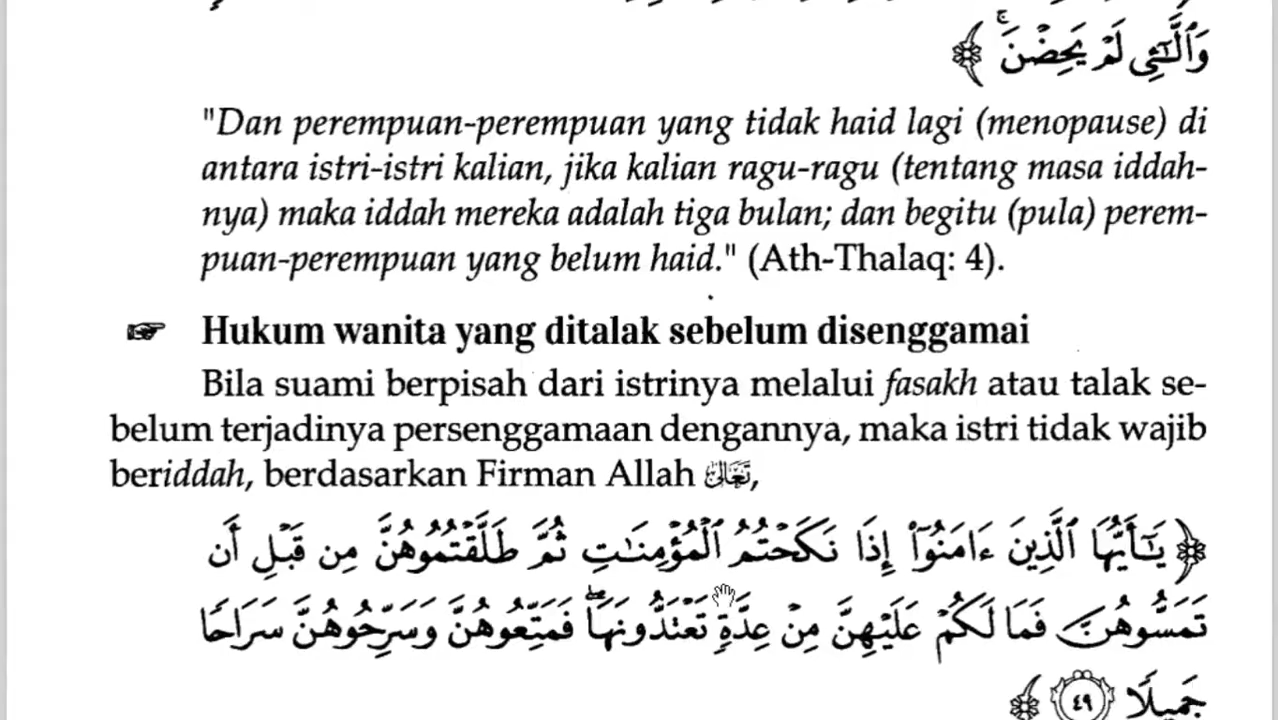 وَٱلَّـٰٓـِٔى لَمْ يَحِضْنَ ۚ ﴾
"Dan perempuan-perempuan yang tidak haid lagi (menopause) di
antara istri-istri kalian, jika kalian ragu-ragu (tentang masa iddah-
nya) maka iddah mereka adalah tiga bulan; dan begitu (pula) perem-
puan-perempuan yang belum haid." (Ath-Thalaq: 4).
☞ Hukum wanita yang ditalak sebelum disenggamai
Bila suami berpisah dari istrinya melalui fasakh atau talak se-
belum terjadinya persenggamaan dengannya, maka istri tidak wajib
beriddah, berdasarkan Firman Allah تَعَالَى,
﴿ يَـٰٓأَيُّهَا ٱلَّذِينَ ءَامَنُوٓا۟ إِذَا نَكَحْتُمُ ٱلْمُؤْمِنَـٰتِ ثُمَّ طَلَّقْتُمُوهُنَّ مِن قَبْلِ أَن
تَمَسُّوهُنَّ فَمَا لَكُمْ عَلَيْهِنَّ مِنْ عِدَّةٍ تَعْتَدُّونَهَا ۖ فَمَتِّعُوهُنَّ وَسَرِّحُوهُنَّ سَرَاحًا
جَمِيلًا ٤٩ ﴾